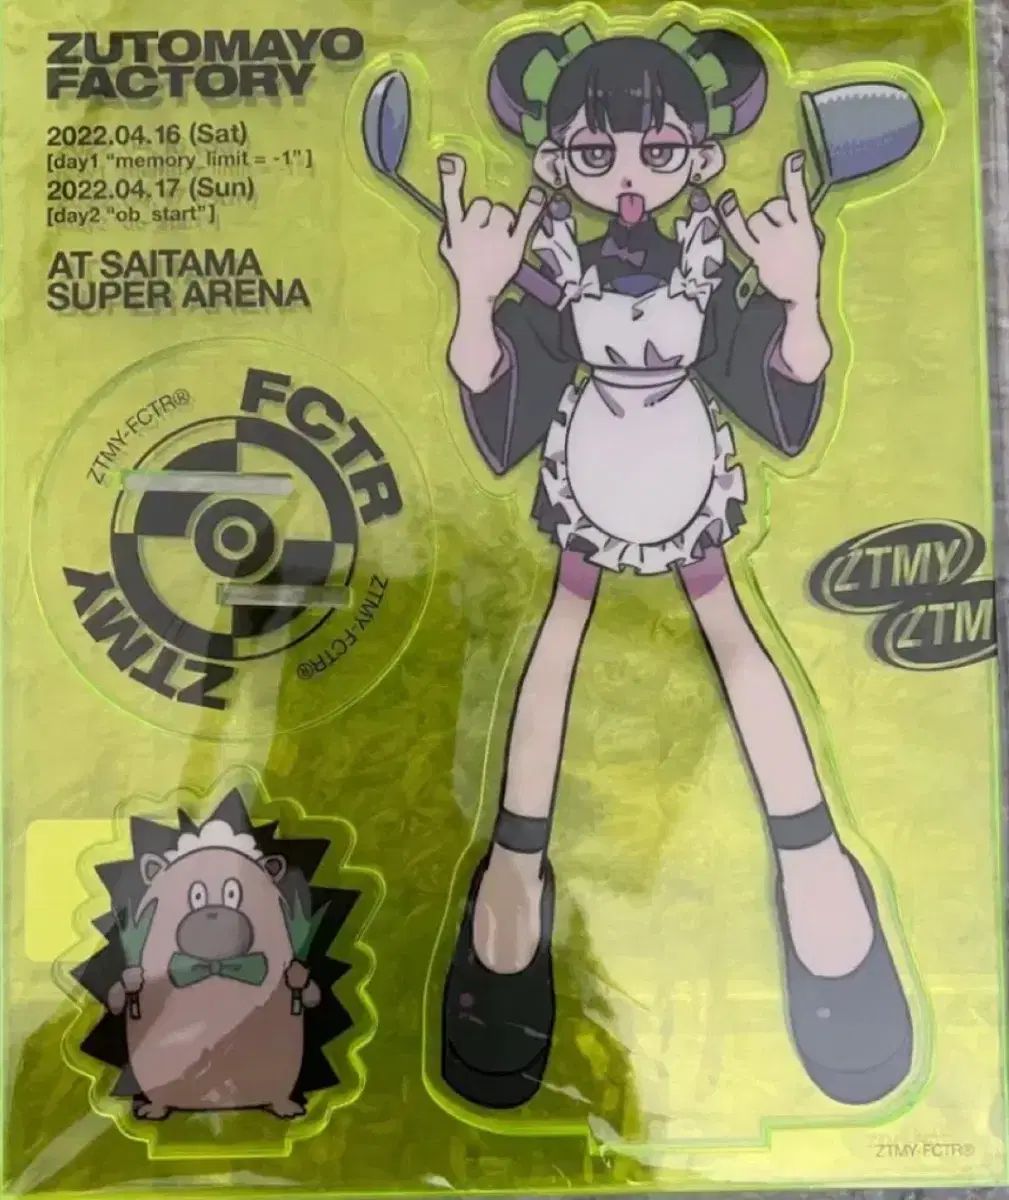 ZUTOMAYO
FACTORY
2022.04.16 (Sat)
[day1 “memory_limit = -1”]
2022.04.17 (Sun)
[day2 “ob_start”]
AT SAITAMA
SUPER ARENA
ZTMY-FCTR®
FCTR
ZTMY
ZTMY-FCTR®
ZTMY
ZTM
ZTMY-FCTR®